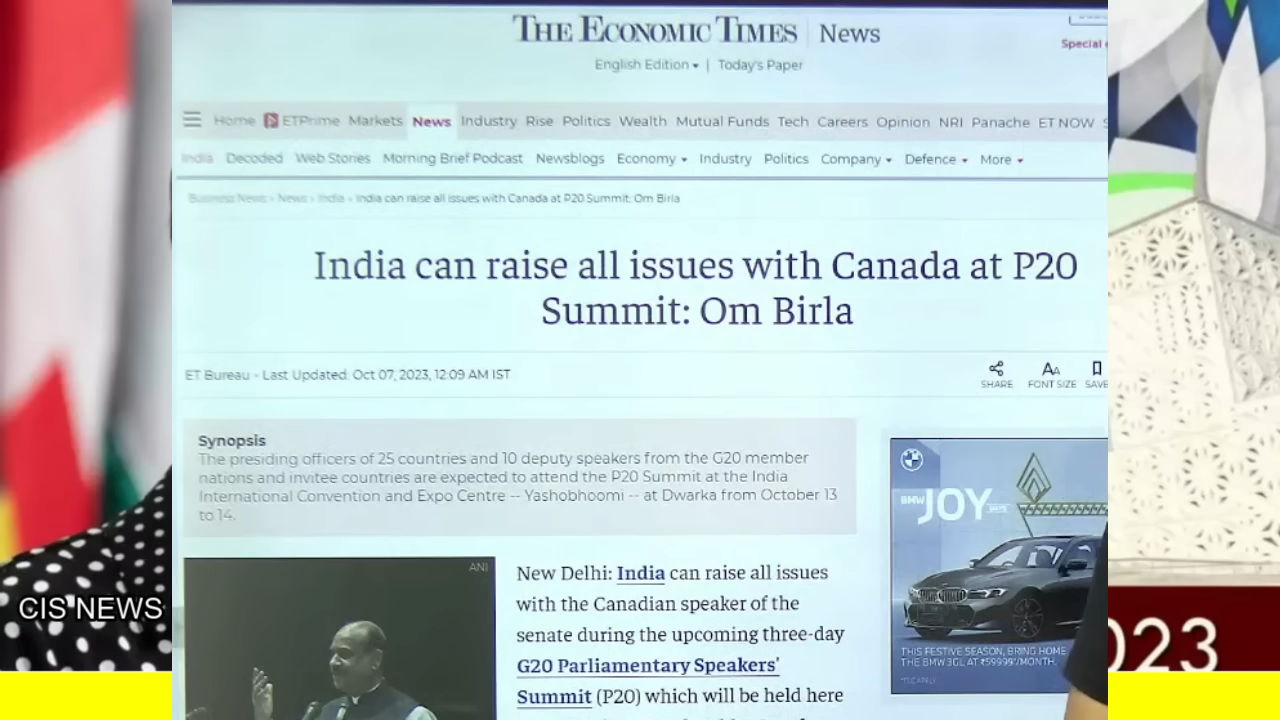 THE ECONOMIC TIMES | News
Special
English Edition | Today's Paper
Home ETPrime Markets News Industry Rise Politics Wealth Mutual Funds Tech Careers Opinion NRI Panache ET NOW
India Decoded Web Stories Morning Brief Podcast Newsblogs Economy Industry Politics Company Defence More
Business News › News › India › India can raise all issues with Canada at P20 Summit: Om Birla
India can raise all issues with Canada at P20
Summit: Om Birla
ET Bureau - Last Updated: Oct 07, 2023, 12:09 AM IST
SHARE FONT SIZE SAVE
Synopsis
The presiding officers of 25 countries and 10 deputy speakers from the G20 member
nations and invitee countries are expected to attend the P20 Summit at the India
International Convention and Expo Centre -- Yashobhoomi -- at Dwarka from October 13
to 14.
ANI
New Delhi: India can raise all issues
with the Canadian speaker of the
senate during the upcoming three-day
G20 Parliamentary Speakers'
Summit (P20) which will be held here
BMW JOY DAYS
THIS FESTIVE SEASON, BRING HOME
THE BMW 3GL AT ₹59999*/MONTH.
*T&C APPLY.
CIS NEWS
023